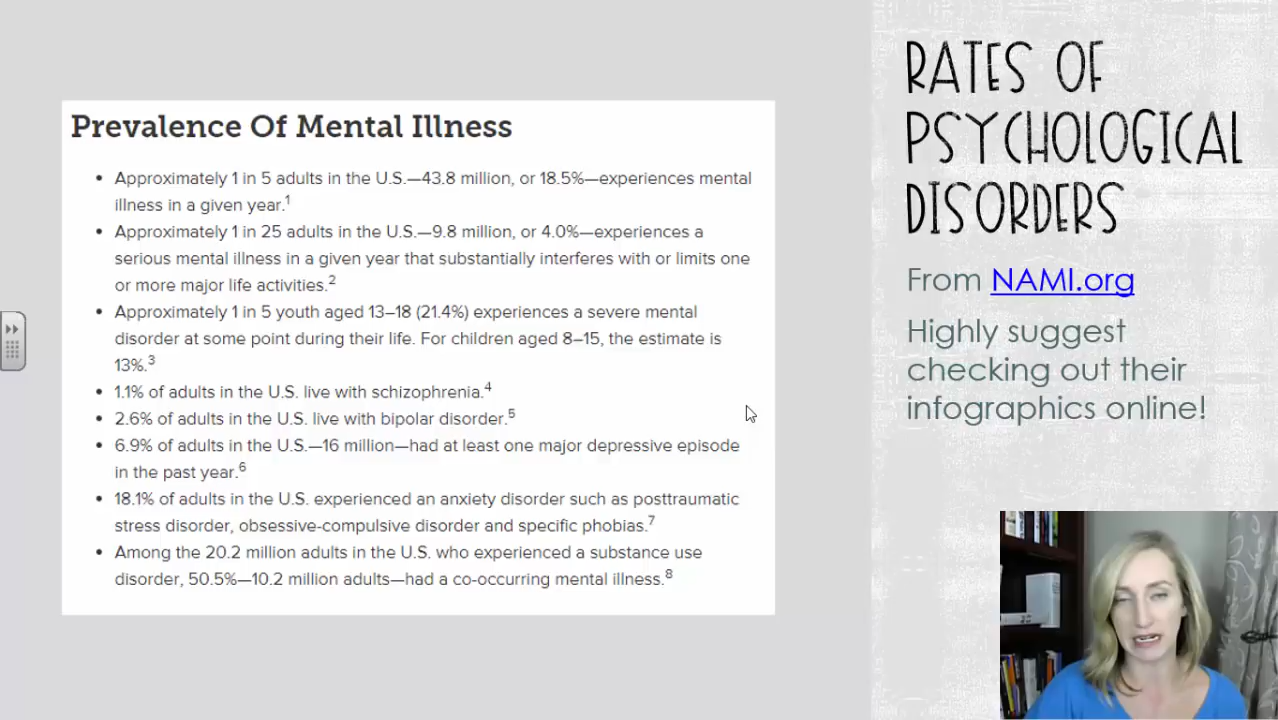 Prevalence Of Mental Illness
• Approximately 1 in 5 adults in the U.S.—43.8 million, or 18.5%—experiences mental
illness in a given year.1
• Approximately 1 in 25 adults in the U.S.—9.8 million, or 4.0%—experiences a
serious mental illness in a given year that substantially interferes with or limits one
or more major life activities.2
• Approximately 1 in 5 youth aged 13–18 (21.4%) experiences a severe mental
disorder at some point during their life. For children aged 8–15, the estimate is
13%.3
• 1.1% of adults in the U.S. live with schizophrenia.4
• 2.6% of adults in the U.S. live with bipolar disorder.5
• 6.9% of adults in the U.S.—16 million—had at least one major depressive episode
in the past year.6
• 18.1% of adults in the U.S. experienced an anxiety disorder such as posttraumatic
stress disorder, obsessive-compulsive disorder and specific phobias.7
• Among the 20.2 million adults in the U.S. who experienced a substance use
disorder, 50.5%—10.2 million adults—had a co-occurring mental illness.8
RATES OF
PSYCHOLOGICAL
DISORDERS
From NAMI.org
Highly suggest
checking out their
infographics online!